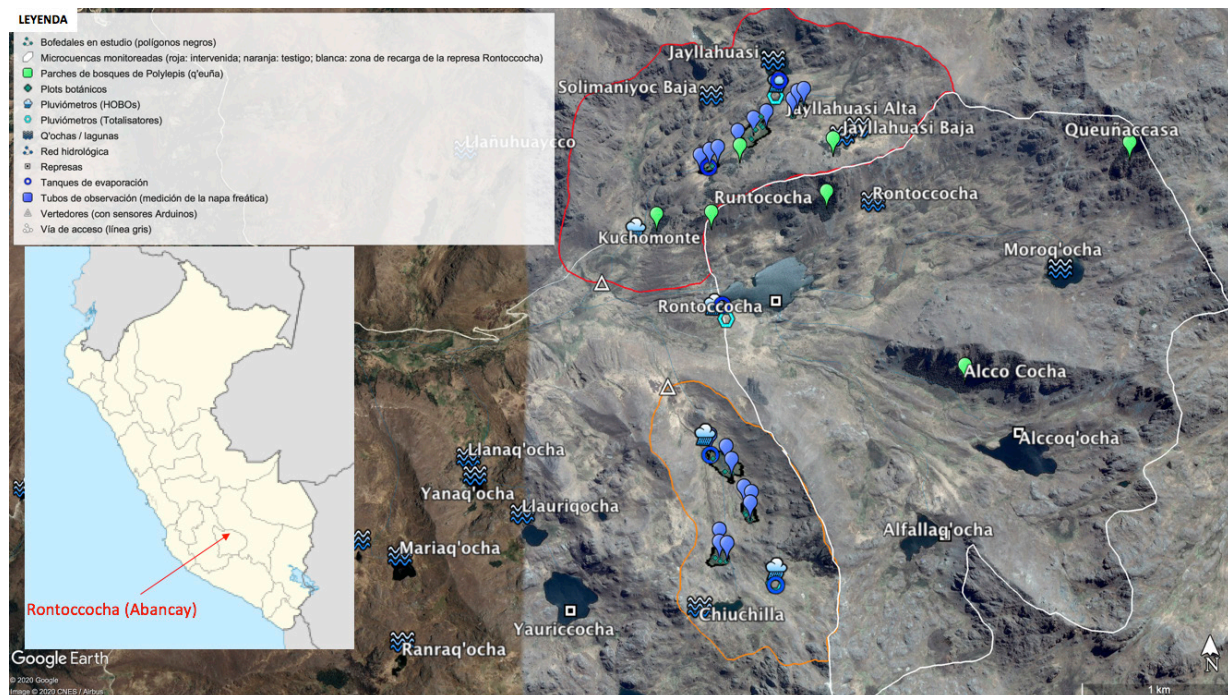 LEYENDA
Bofedales en estudio (polígonos negros)
Microcuencas monitoreadas (roja: intervenida; naranja: testigo; blanca: zona de recarga de la represa Rontoccocha)
Parches de bosques de Polylepis (q'euña)
Plots botánicos
Pluviómetros (HOBOs)
Pluviómetros (Totalisatores)
Q'ochas / lagunas
Red hidrológica
Represas
Tanques de evaporación
Tubos de observación (medición de la napa freática)
Vertedores (con sensores Arduinos)
Vía de acceso (línea gris)
Jayllahuasi
Solimaniyoc Baja
Jayllahuasi Alta
Jayllahuasi Baja
Queuñaccasa
Llañuhuaycco
Runtococha
Rontoccocha
Kuchomonte
Moroq'ocha
Rontoccocha
Alcco Cocha
Llanaq'ocha
Alccoq'ocha
Yanaq'ocha
Llauriqocha
Alfallaq'ocha
Mariaq'ocha
Rontoccocha (Abancay)
Chiuchilla
Yauriccocha
Ranraq'ocha
Google Earth
© 2020 Google
Image © 2020 CNES / Airbus
N
1 km